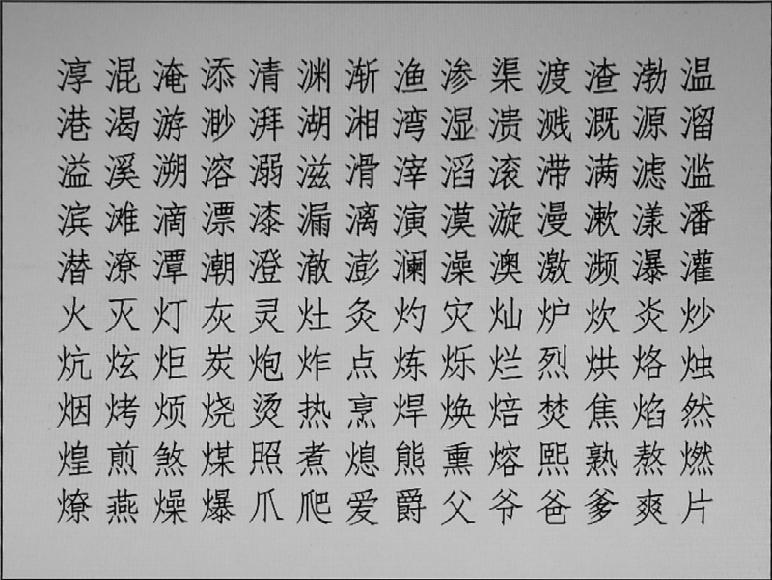 淳混淹添清渊渐渔渗渠渡渣渤温
港渴游渺湃湖湘湾湿溃溅溉源溜
溢溪溯溶溺滋滑滓滔滚滞满滤滥
滨滩滴漂漆漏漓演漠漩漫漱漾潘
潜潦潭潮澄澈澎澜澡澳激濒瀑灌
火灭灯灰灵灶灸灼灾灿炉炊炎炒
炕炫炬炭炮炸点炼烁烂烈烘烙烛
烟烤烦烧烫热烹焊焕焙焚焦焰然
煌煎煞煤照煮熄熊熏熔熙熟熬燃
燎燕燥爆爪爬爱爵父爷爸爹爽片